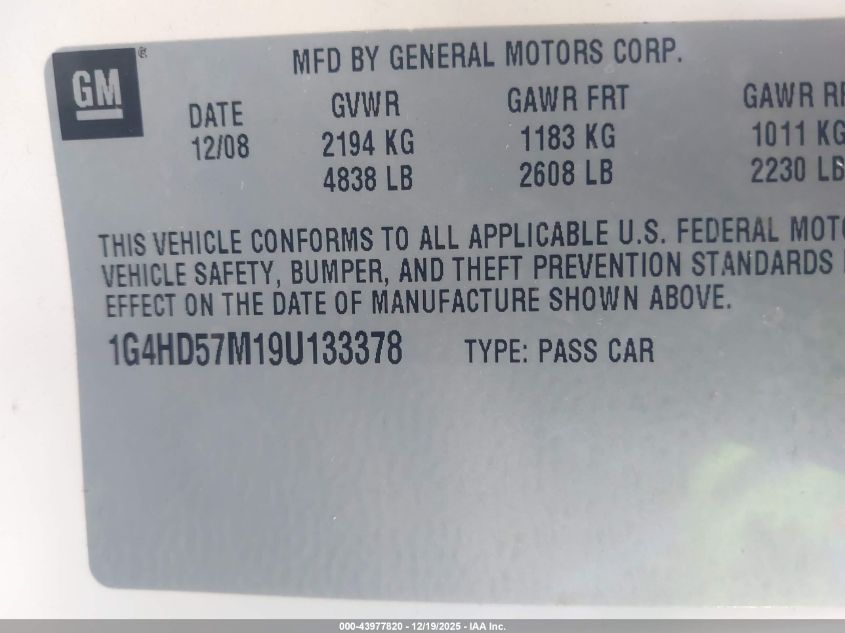 GM ®
MFD BY GENERAL MOTORS CORP.
DATE GVWR GAWR FRT GAWR
12/08 2194 KG 1183 KG 1011 KG
4838 LB 2608 LB 2230 LB
THIS VEHICLE CONFORMS TO ALL APPLICABLE U.S. FEDERAL
VEHICLE SAFETY, BUMPER, AND THEFT PREVENTION STANDARDS
EFFECT ON THE DATE OF MANUFACTURE SHOWN ABOVE.
1G4HD57M19U133378 TYPE: PASS CAR
000-43977820 - 12/19/2025 - IAA Inc.